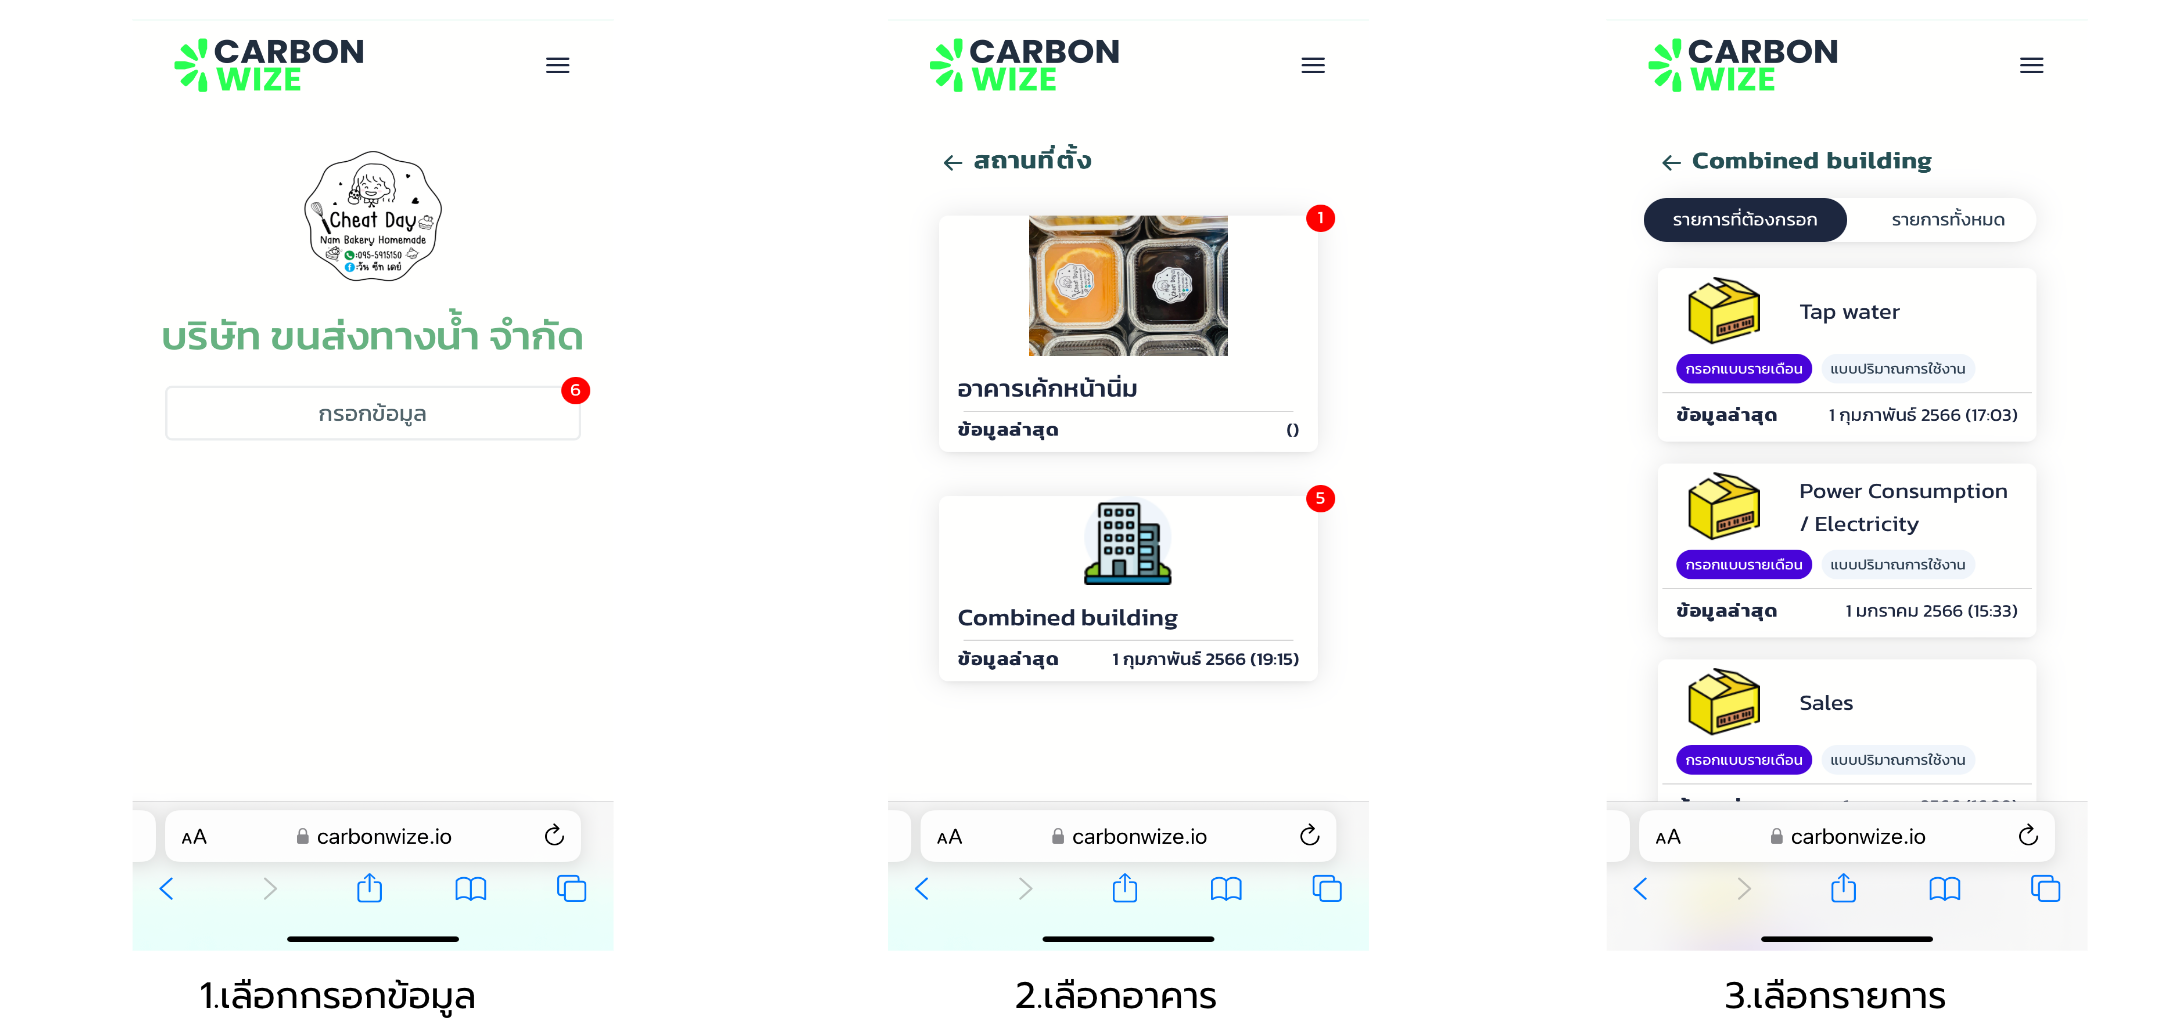 CARBON
WIZE
Cheat Day
Nam Bakery Homemade
:095-5915150
:วัน ชีท เดย์
บริษัท ขนส่งทางน้ำ จำกัด
6
กรอกข้อมูล
AA
carbonwize.io
1.เลือกกรอกข้อมูล
CARBON
WIZE
← สถานที่ตั้ง
1
อาคารเค้กหน้านิ่ม
ข้อมูลล่าสุด ()
5
Combined building
ข้อมูลล่าสุด 1 กุมภาพันธ์ 2566 (19:15)
AA
carbonwize.io
2.เลือกอาคาร
CARBON
WIZE
← Combined building
รายการที่ต้องกรอก รายการทั้งหมด
Tap water
กรอกแบบรายเดือน แบบปริมาณการใช้งาน
ข้อมูลล่าสุด 1 กุมภาพันธ์ 2566 (17:03)
Power Consumption
/ Electricity
กรอกแบบรายเดือน แบบปริมาณการใช้งาน
ข้อมูลล่าสุด 1 มกราคม 2566 (15:33)
Sales
กรอกแบบรายเดือน แบบปริมาณการใช้งาน
AA
carbonwize.io
3.เลือกรายการ